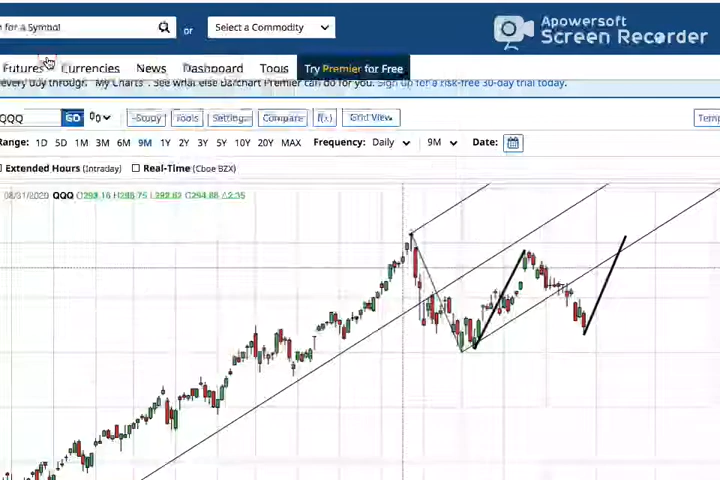 for a Symbol
or
Select a Commodity
Apowersoft
Screen Recorder
Futures Currencies News Dashboard Tools Try Premier for Free
every day through "My Charts". See what else Barchart Premier can do for you. Sign up for a risk-free 30-day trial today.
QQQ GO Study Tools Settings Compare f(x) Grid View Temp
Range: 1D 5D 1M 3M 6M 9M 1Y 2Y 3Y 5Y 10Y 20Y MAX Frequency: Daily 9M Date:
Extended Hours (Intraday) Real-Time (Cboe BZX)
08/31/2020 QQQ